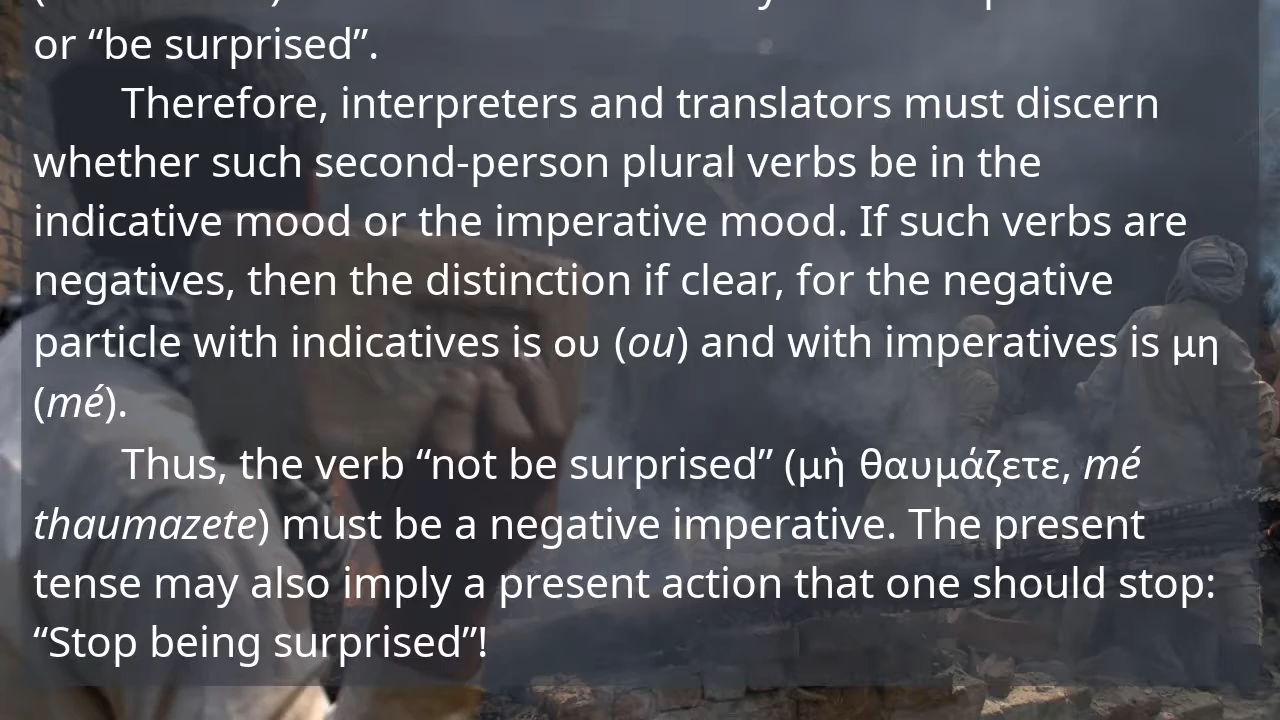 or “be surprised”.
Therefore, interpreters and translators must discern
whether such second-person plural verbs be in the
indicative mood or the imperative mood. If such verbs are
negatives, then the distinction if clear, for the negative
particle with indicatives is ου (ou) and with imperatives is μη
(mé).
Thus, the verb “not be surprised” (μὴ θαυμάζετε, mé
thaumazete) must be a negative imperative. The present
tense may also imply a present action that one should stop:
“Stop being surprised”!